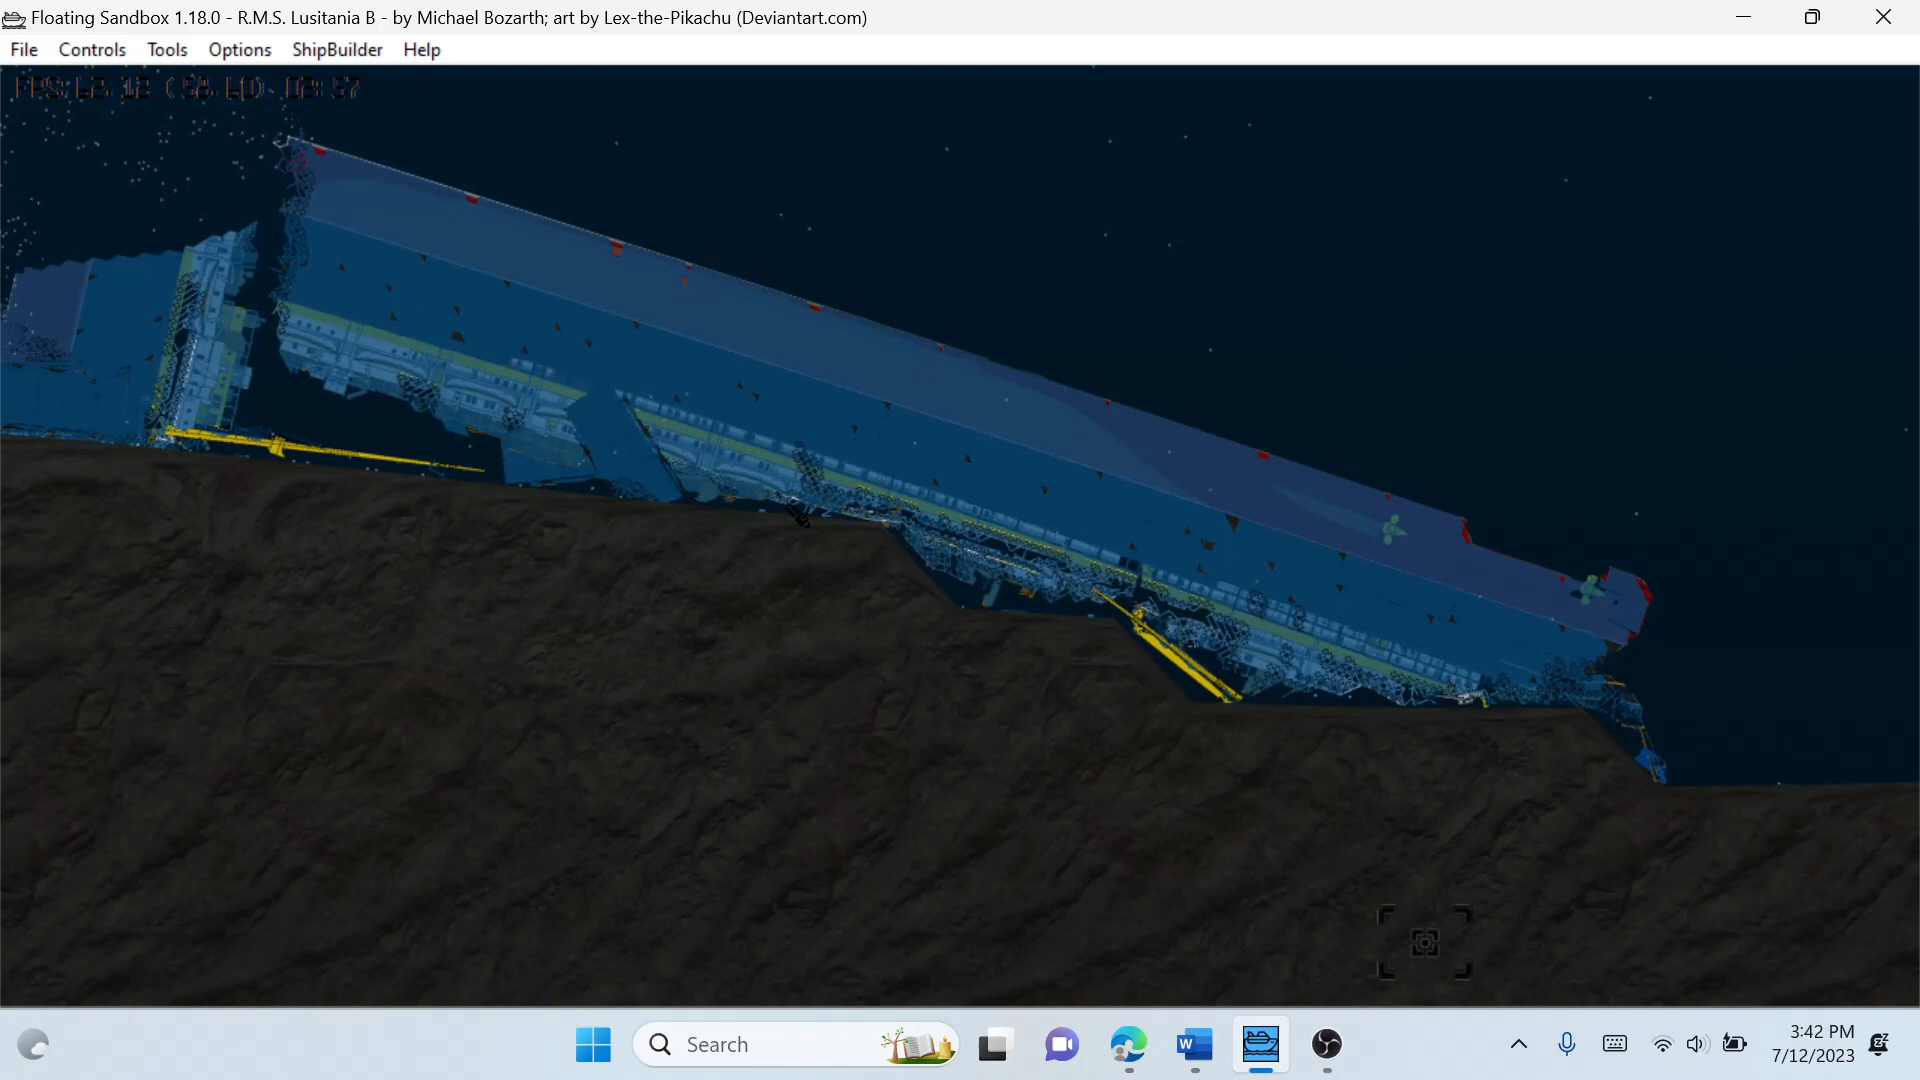 Floating Sandbox 1.18.0 - R.M.S. Lusitania B - by Michael Bozarth; art by Lex-the-Pikachu (Deviantart.com)
File Controls Tools Options ShipBuilder Help
Search
3:42 PM
7/12/2023